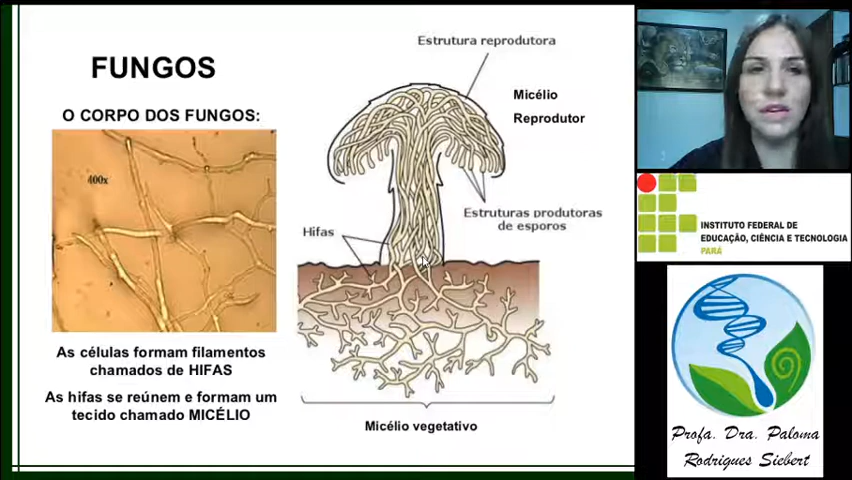 FUNGOS
O CORPO DOS FUNGOS:
400x
As células formam filamentos
chamados de HIFAS
As hifas se reúnem e formam um
tecido chamado MICÉLIO
Estrutura reprodutora
Micélio
Reprodutor
Estruturas produtoras
de esporos
Hifas
Micélio vegetativo
INSTITUTO FEDERAL DE
EDUCAÇÃO, CIÊNCIA E TECNOLOGIA
PARÁ
Profa. Dra. Paloma
Rodrigues Siebert